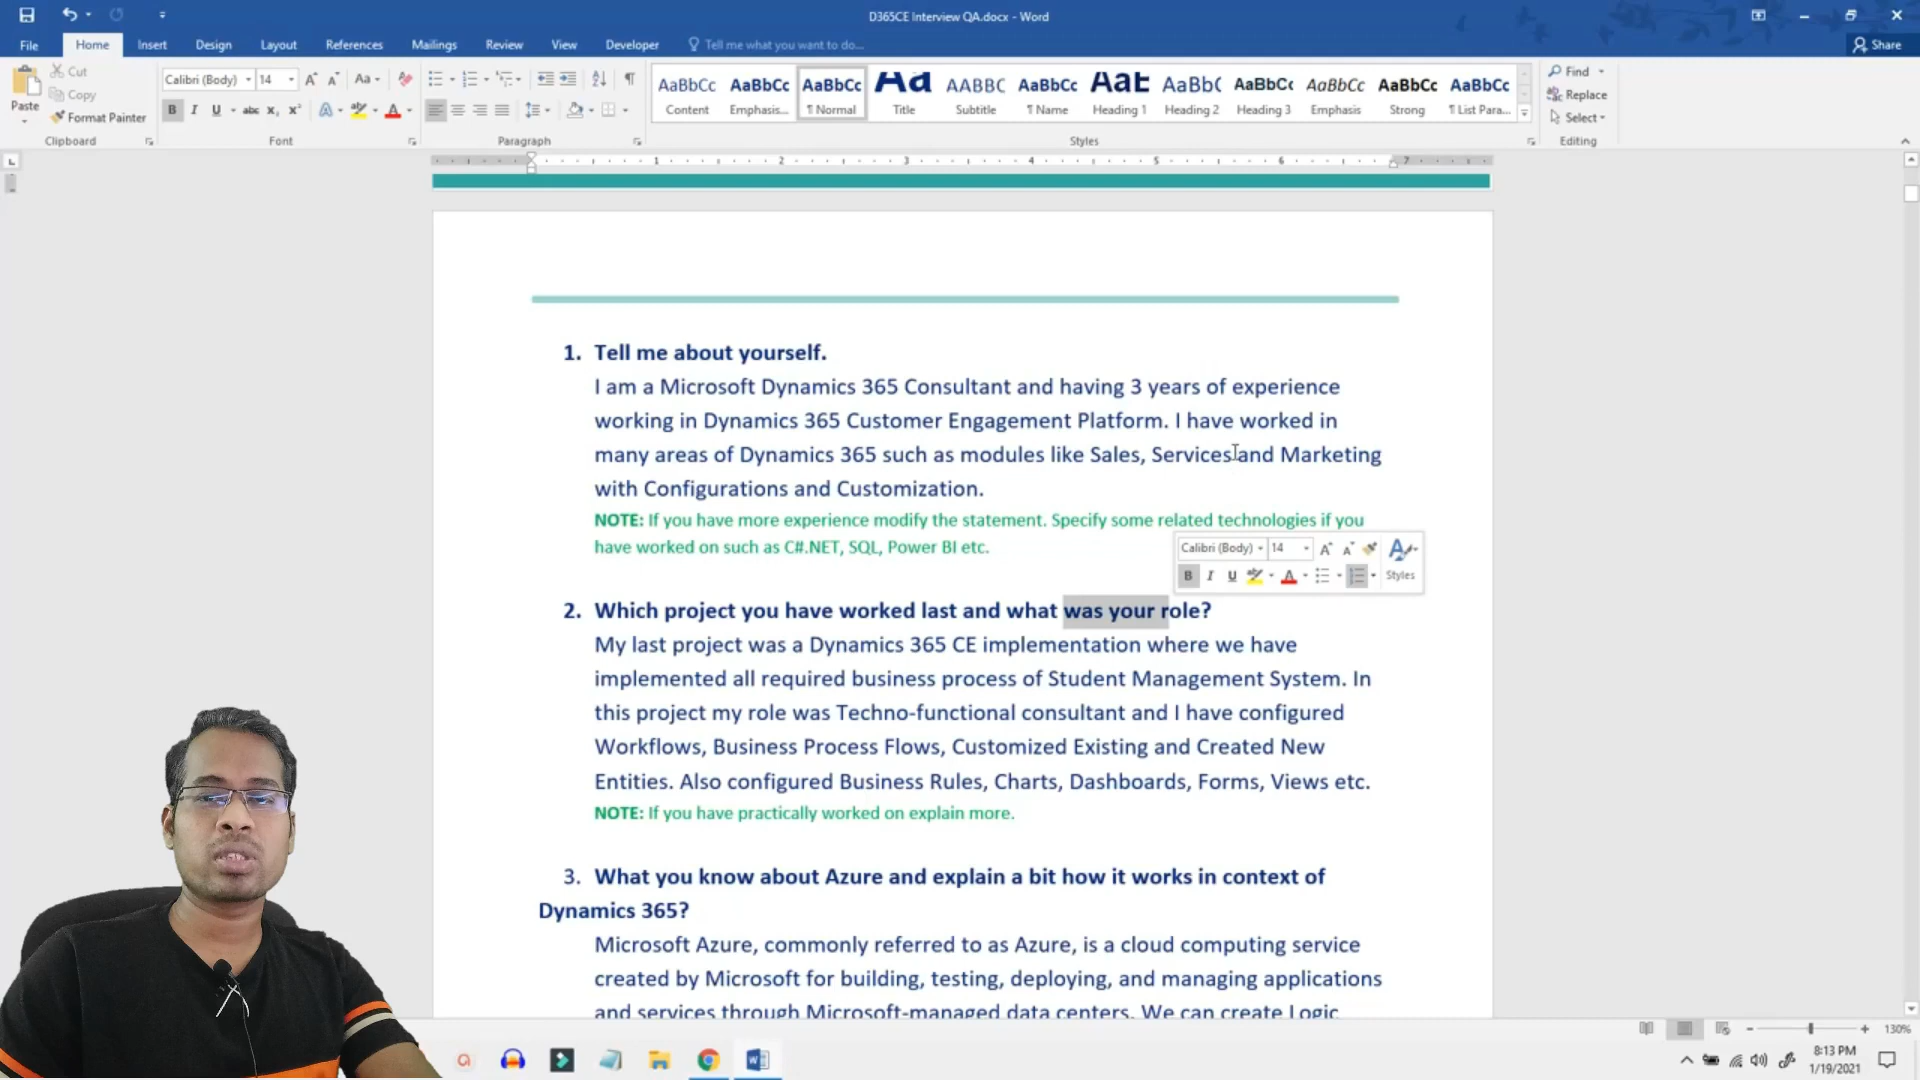 D365CE Interview QA.docx - Word
File Home Insert Design Layout References Mailings Review View Developer Tell me what you want to do... Share
Cut
Copy
Paste
Format Painter
Clipboard
Calibri (Body) 14
Font
Paragraph
AaBbCc AaBbCc AaBbCc Aa AABBC AaBbCc AaE AaBbC AaBbCc AaBbCc AaBbCc AaBbCc
Content Emphasis... ¶ Normal Title Subtitle ¶ Name Heading 1 Heading 2 Heading 3 Emphasis Strong ¶ List Para...
Styles
Find
Replace
Select
Editing
1 2 3 4 5 6 7
1. Tell me about yourself.
I am a Microsoft Dynamics 365 Consultant and having 3 years of experience
working in Dynamics 365 Customer Engagement Platform. I have worked in
many areas of Dynamics 365 such as modules like Sales, Services and Marketing
with Configurations and Customization.
NOTE: If you have more experience modify the statement. Specify some related technologies if you
have worked on such as C#.NET, SQL, Power BI etc.
Calibri (Body) 14
B I U Styles
2. Which project you have worked last and what was your role?
My last project was a Dynamics 365 CE implementation where we have
implemented all required business process of Student Management System. In
this project my role was Techno-functional consultant and I have configured
Workflows, Business Process Flows, Customized Existing and Created New
Entities. Also configured Business Rules, Charts, Dashboards, Forms, Views etc.
NOTE: If you have practically worked on explain more.
3. What you know about Azure and explain a bit how it works in context of
Dynamics 365?
Microsoft Azure, commonly referred to as Azure, is a cloud computing service
created by Microsoft for building, testing, deploying, and managing applications
and services through Microsoft-managed data centers. We can create Logic
130%
8:13 PM
1/19/2021